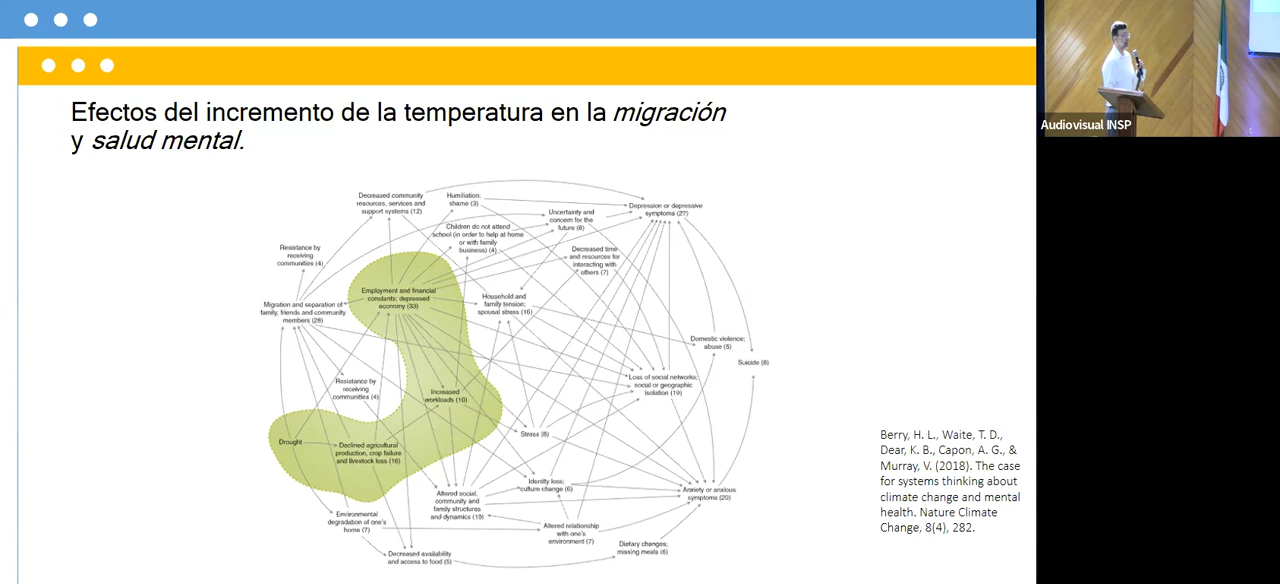 Efectos del incremento de la temperatura en la migración
y salud mental.
Audiovisual INSP
Decreased community
resources, services and
support systems (12)
Humiliation;
shame (3)
Uncertainty and
concern for the
future (8)
Depression or depressive
symptoms (27)
Children do not attend
school (in order to help at home
or with family
business) (4)
Resistance by
receiving
communities (4)
Decreased time
and resources for
interacting with
others (7)
Employment and financial
constants; depressed
economy (33)
Migration and separation of
family, friends and community
members (28)
Household and
family tension;
spousal stress (16)
Domestic violence;
abuse (5)
Suicide (8)
Resistance by
receiving
communities (4)
Increased
workloads (10)
Loss of social networks;
social or geographic
isolation (19)
Drought
Declined agricultural
production, crop failure
and livestock loss (16)
Stress (8)
Identity loss;
culture change (6)
Anxiety or anxious
symptoms (20)
Altered social,
community and
family structures
and dynamics (19)
Environmental
degradation of one's
home (7)
Altered relationship
with one's
environment (7)
Decreased availability
and access to food (5)
Dietary changes;
missing meals (6)
Berry, H. L., Waite, T. D.,
Dear, K. B., Capon, A. G., &
Murray, V. (2018). The case
for systems thinking about
climate change and mental
health. Nature Climate
Change, 8(4), 282.